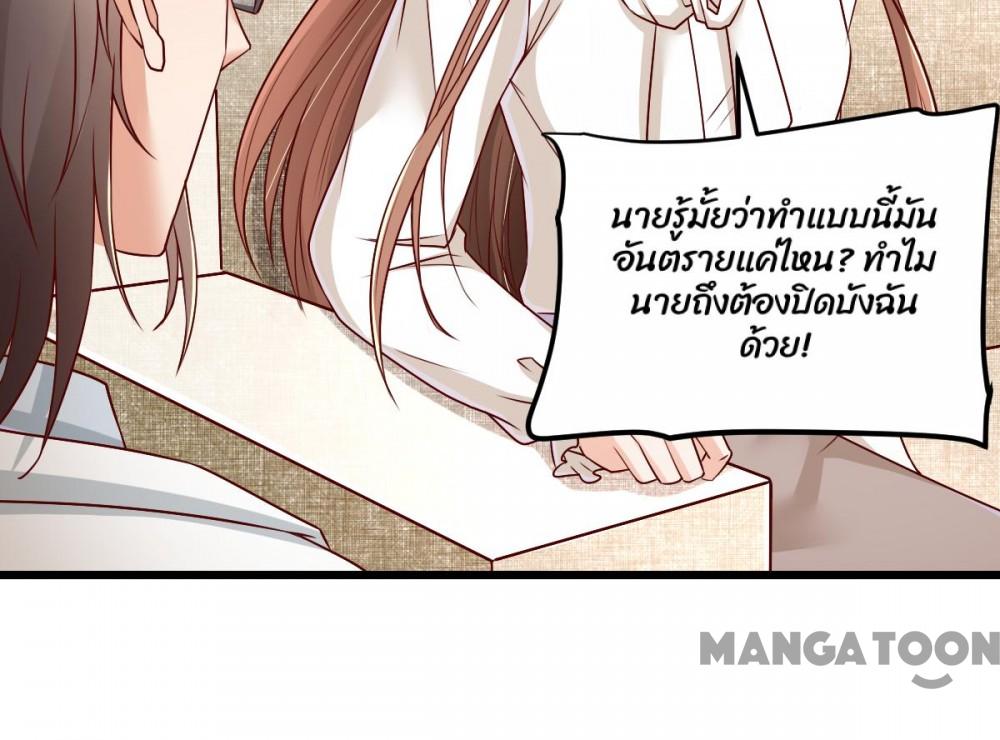 นายรู้มั้ยว่าทำแบบนี้มัน
อันตรายแค่ไหน? ทำไม
นายถึงต้องปิดบังฉัน
ด้วย!
MANGATOON